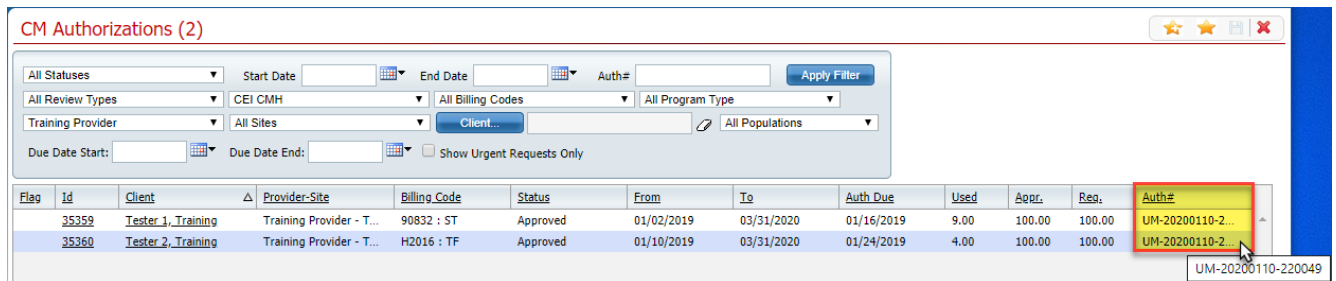 CM Authorizations (2)
All Statuses Start Date End Date Auth# Apply Filter
All Review Types CEI CMH All Billing Codes All Program Type
Training Provider All Sites Client... All Populations
Due Date Start: Due Date End: Show Urgent Requests Only
Flag Id Client Provider-Site Billing Code Status From To Auth Due Used Appr. Req. Auth#
35359 Tester 1, Training Training Provider - T... 90832 : ST Approved 01/02/2019 03/31/2020 01/16/2019 9.00 100.00 100.00 UM-20200110-2...
35360 Tester 2, Training Training Provider - T... H2016 : TF Approved 01/10/2019 03/31/2020 01/24/2019 4.00 100.00 100.00 UM-20200110-2...
UM-20200110-220049